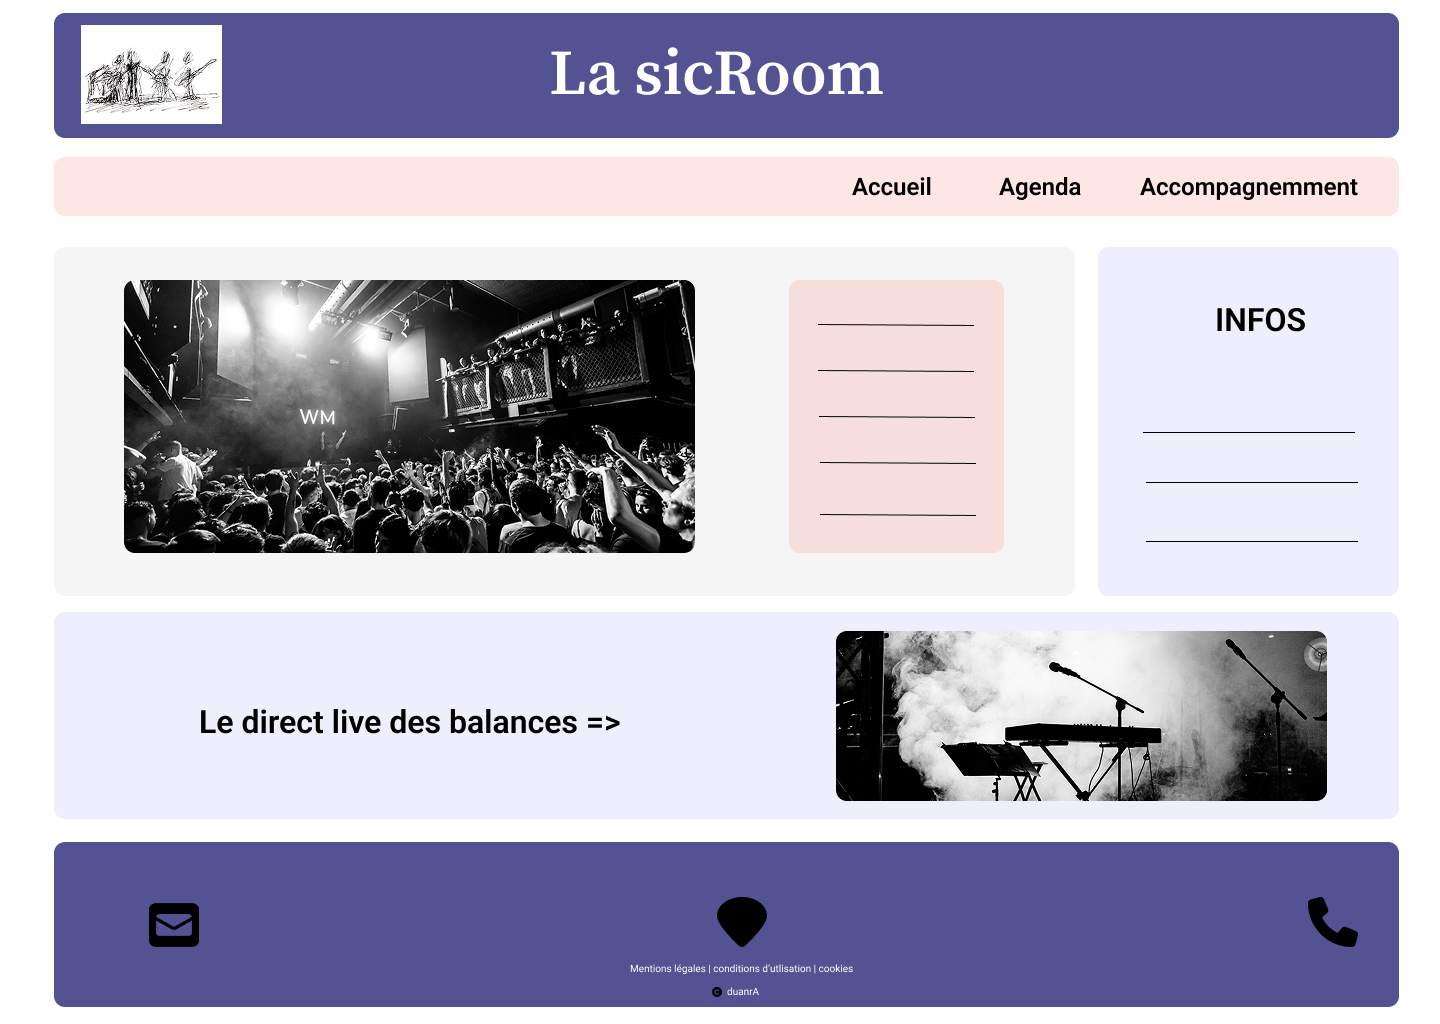 La sicRoom
Accueil Agenda Accompagnemment
WM
INFOS
Le direct live des balances =>
Mentions légales | conditions d'utlisation | cookies
© duanrA